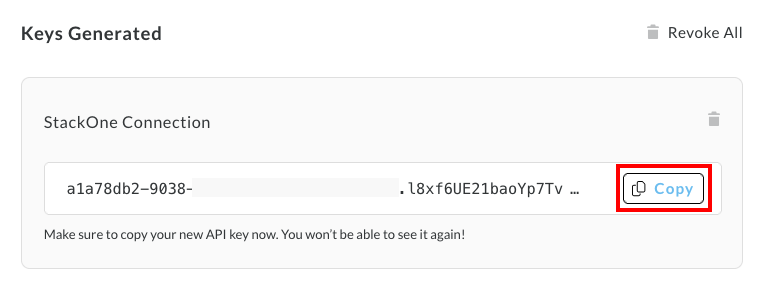 Keys Generated
Revoke All
StackOne Connection
a1a78db2-9038- .l8xf6UE21baoYp7Tv …
Copy
Make sure to copy your new API key now. You won't be able to see it again!